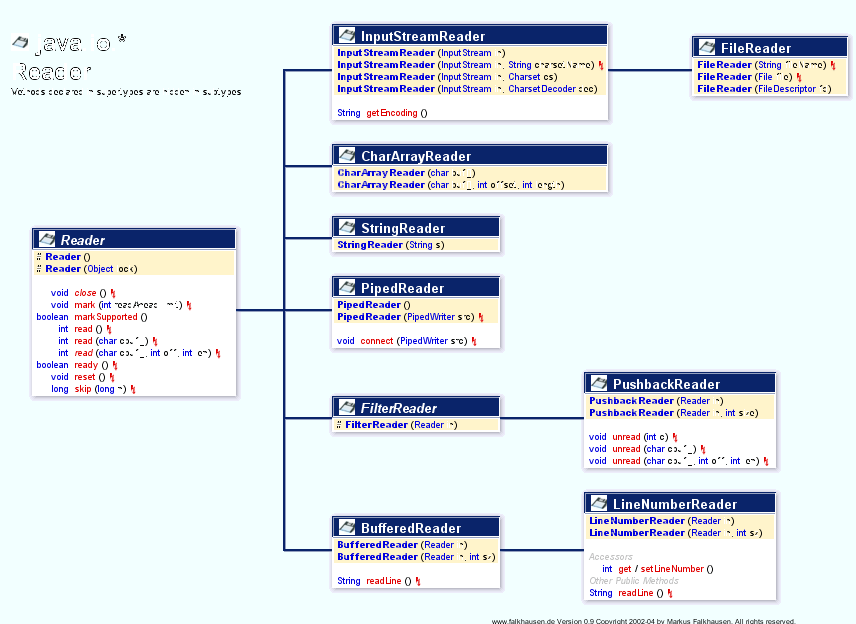 java.io.*
Reader
Methods declared in supertypes are hidden in subtypes
InputStreamReader
InputStreamReader (InputStream in)
InputStreamReader (InputStream in, String charsetName)
InputStreamReader (InputStream in, Charset cs)
InputStreamReader (InputStream in, CharsetDecoder dec)
String getEncoding ()
FileReader
FileReader (String fileName)
FileReader (File file)
FileReader (FileDescriptor fd)
CharArrayReader
CharArrayReader (char buf[])
CharArrayReader (char buf[], int offset, int length)
StringReader
StringReader (String s)
Reader
# Reader ()
# Reader (Object lock)
void close ()
void mark (int readAheadLimit)
boolean markSupported ()
int read ()
int read (char cbuf[])
int read (char cbuf[], int off, int len)
boolean ready ()
void reset ()
long skip (long n)
PipedReader
PipedReader ()
PipedReader (PipedWriter src)
void connect (PipedWriter src)
FilterReader
# FilterReader (Reader in)
PushbackReader
PushbackReader (Reader in)
PushbackReader (Reader in, int size)
void unread (int c)
void unread (char cbuf[])
void unread (char cbuf[], int off, int len)
BufferedReader
BufferedReader (Reader in)
BufferedReader (Reader in, int sz)
String readLine ()
LineNumberReader
LineNumberReader (Reader in)
LineNumberReader (Reader in, int sz)
Accessors
int get / setLineNumber ()
Other Public Methods
String readLine ()
www.falkhausen.de Version 0.9 Copyright 2002-04 by Markus Falkhausen. All rights reserved.